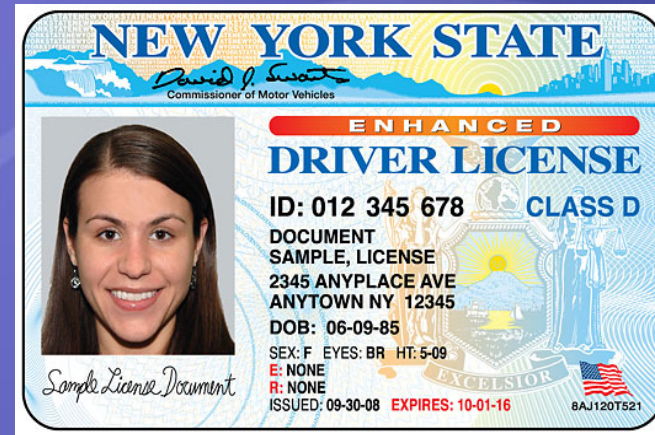 NEW YORK STATE
David J. Swarts
Commissioner of Motor Vehicles
ENHANCED
DRIVER LICENSE
ID: 012 345 678 CLASS D
DOCUMENT
SAMPLE, LICENSE
2345 ANYPLACE AVE
ANYTOWN NY 12345
DOB: 06-09-85
SEX: F EYES: BR HT: 5-09
E: NONE
R: NONE
ISSUED: 09-30-08 EXPIRES: 10-01-16
EXCELSIOR
8AJ120T521
Sample License Document